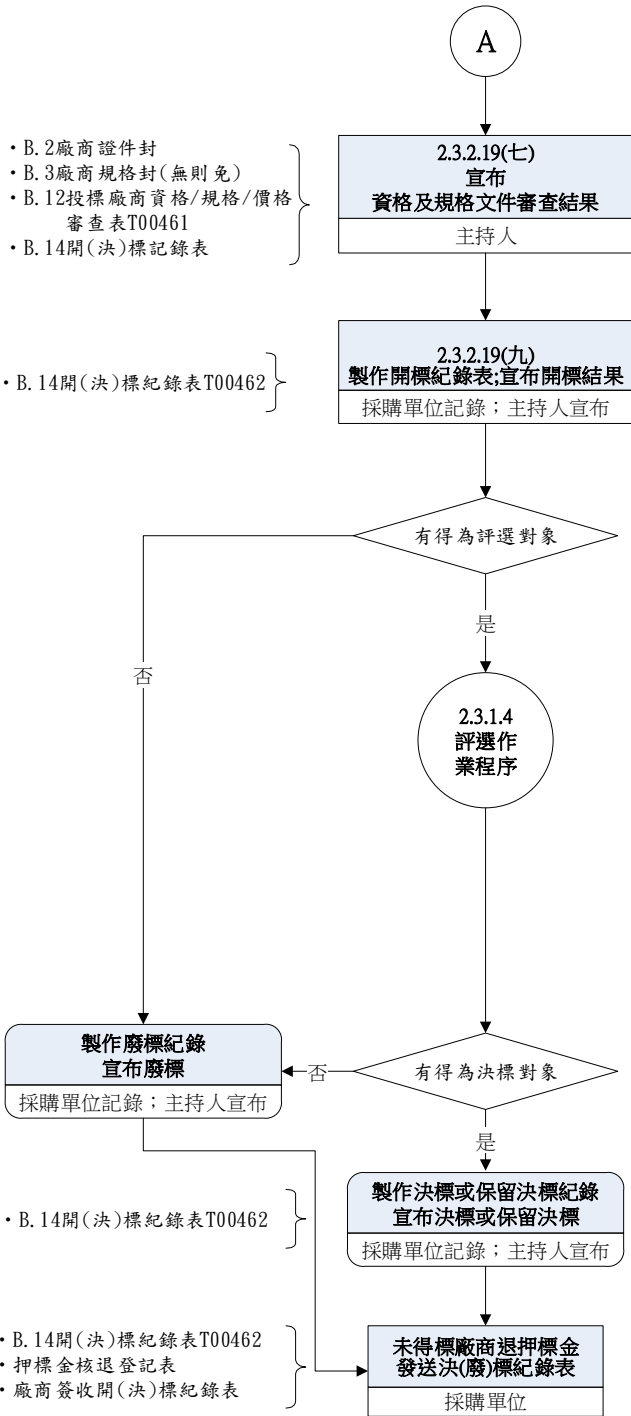 A
・B.2廠商證件封
・B.3廠商規格封(無則免)
・B.12投標廠商資格/規格/價格
審查表T00461
・B.14開(決)標記錄表
2.3.2.19(七)
宣布
資格及規格文件審查結果
主持人
・B.14開(決)標紀錄表T00462
2.3.2.19(九)
製作開標紀錄表;宣布開標結果
採購單位記錄；主持人宣布
有得為評選對象
是
否
2.3.1.4
評選作
業程序
製作廢標紀錄
宣布廢標
採購單位記錄；主持人宣布
否
有得為決標對象
是
・B.14開(決)標紀錄表T00462
製作決標或保留決標紀錄
宣布決標或保留決標
採購單位記錄；主持人宣布
・B.14開(決)標紀錄表T00462
・押標金核退登記表
・廠商簽收開(決)標紀錄表
未得標廠商退押標金
發送決(廢)標紀錄表
採購單位